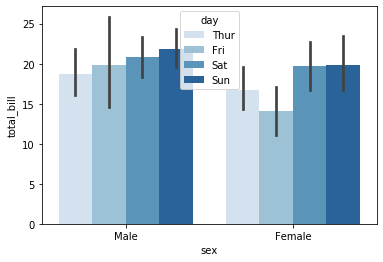 day
Thur
Fri
Sat
Sun
25
20
15
10
5
0
total_bill
Male
Female
sex